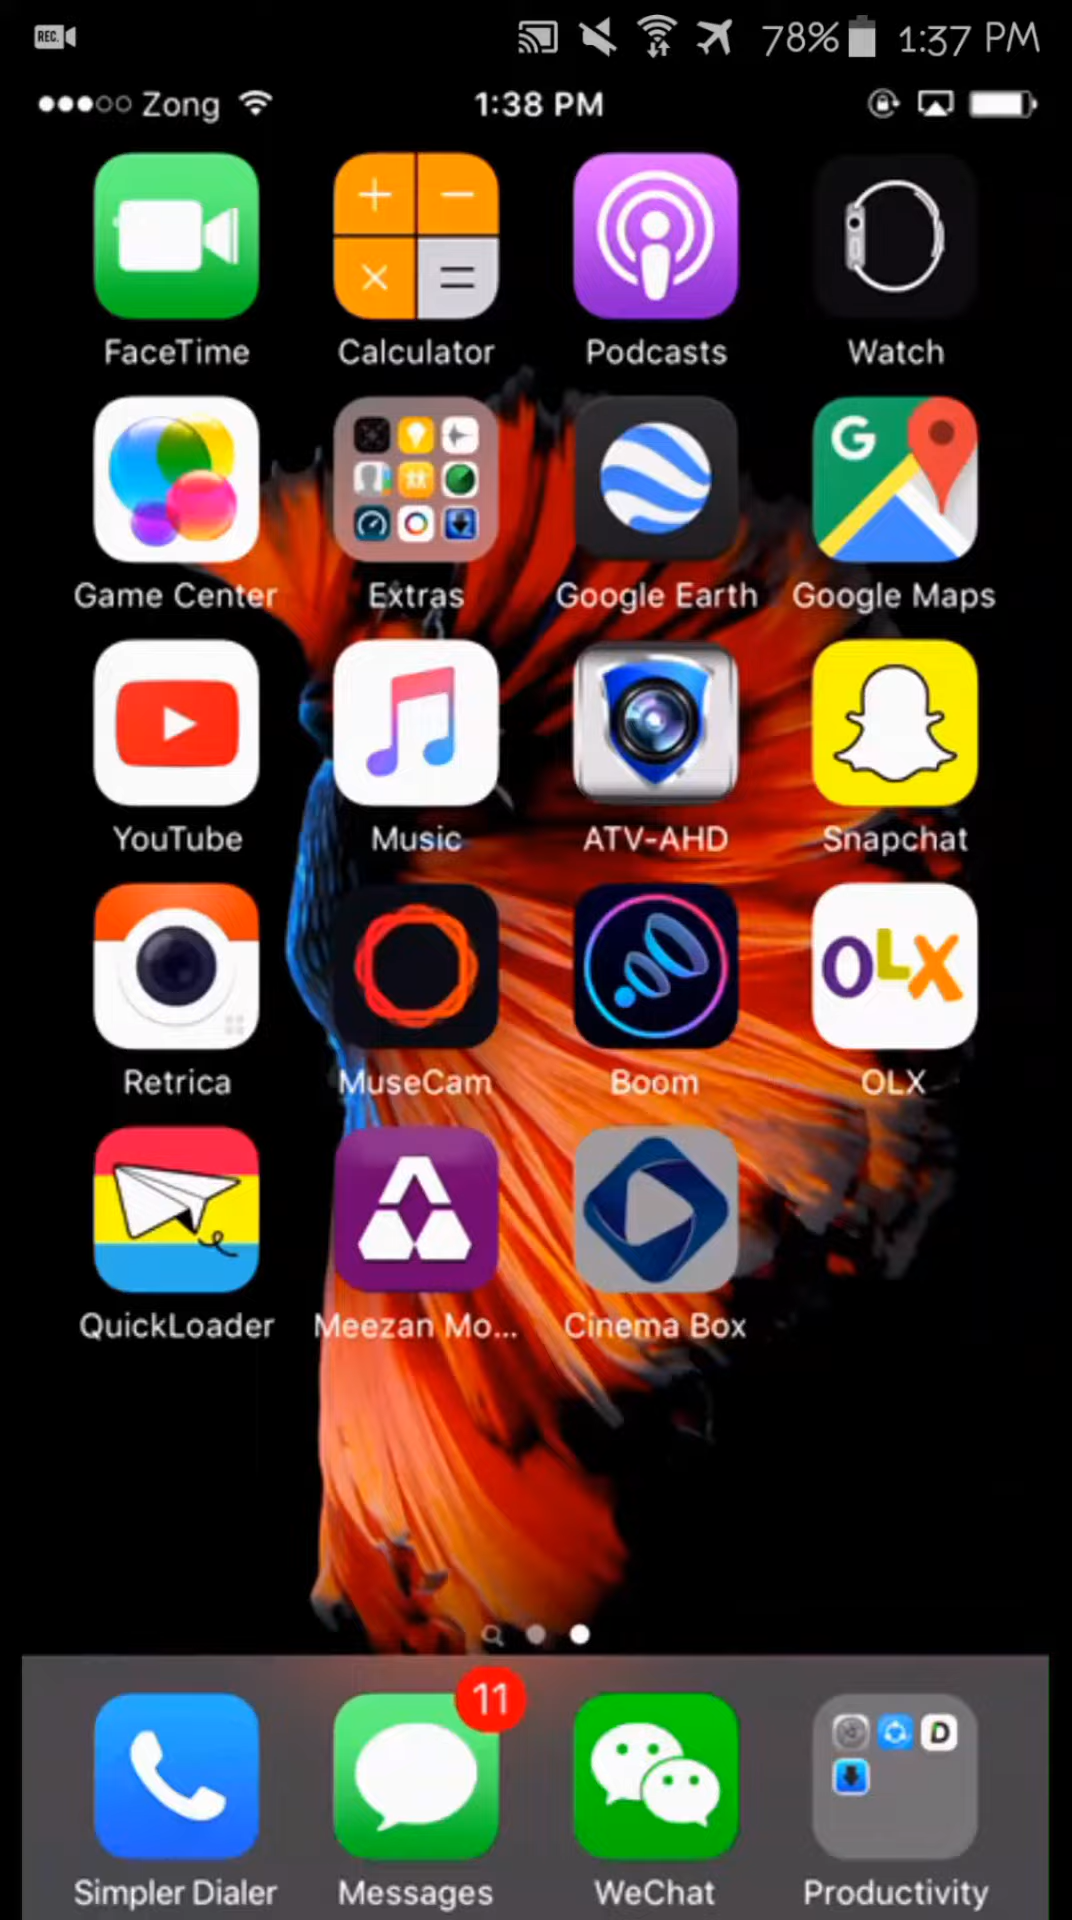 REC.
78% 1:37 PM
Zong 1:38 PM
FaceTime Calculator Podcasts Watch
G
Game Center Extras Google Earth Google Maps
YouTube Music ATV-AHD Snapchat
OLX
Retrica MuseCam Boom OLX
QuickLoader Meezan Mo... Cinema Box
11
D
Simpler Dialer Messages WeChat Productivity